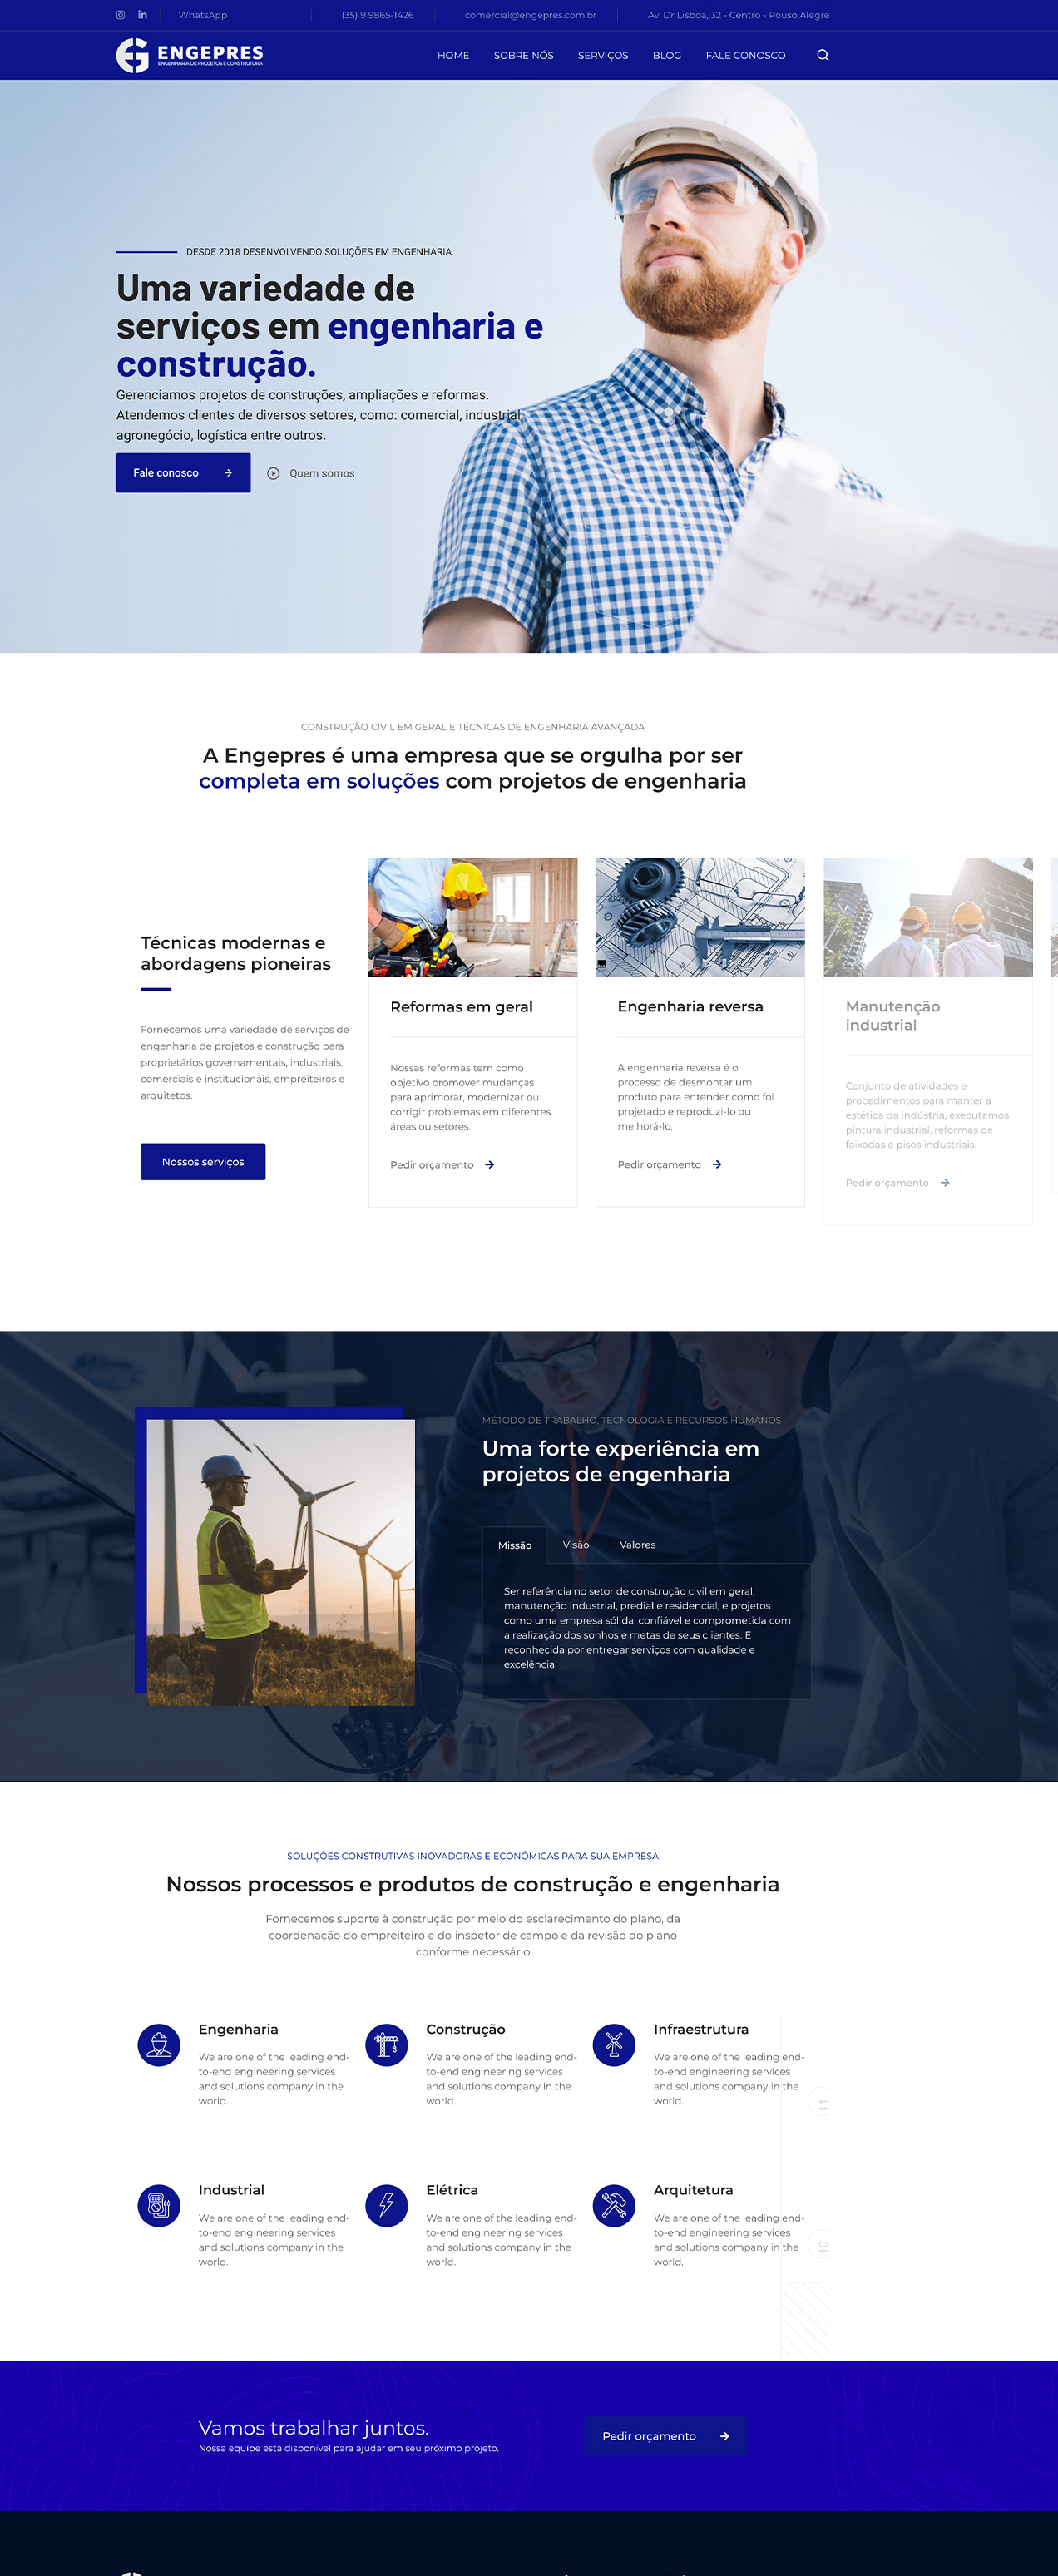 WhatsApp
(35) 9 9865-1426
comercial@engepres.com.br
Av. Dr Lisboa, 32 - Centro - Pouso Alegre
ENGEPRES
ENGENHARIA DE PROJETOS E CONSTRUTORA
HOME
SOBRE NÓS
SERVIÇOS
BLOG
FALE CONOSCO
DESDE 2018 DESENVOLVENDO SOLUÇÕES EM ENGENHARIA.
Uma variedade de
serviços em engenharia e
construção.
Gerenciamos projetos de construções, ampliações e reformas.
Atendemos clientes de diversos setores, como: comercial, industrial,
agronegócio, logística entre outros.
Fale conosco
Quem somos
CONSTRUÇÃO CIVIL EM GERAL E TÉCNICAS DE ENGENHARIA AVANÇADA
A Engepres é uma empresa que se orgulha por ser
completa em soluções com projetos de engenharia
Técnicas modernas e
abordagens pioneiras
Fornecemos uma variedade de serviços de
engenharia de projetos e construção para
proprietários governamentais, industriais,
comerciais e institucionais, empreiteiros e
arquitetos.
Nossos serviços
Reformas em geral
Nossas reformas tem como
objetivo promover mudanças
para aprimorar, modernizar ou
corrigir problemas em diferentes
áreas ou setores.
Pedir orçamento
Engenharia reversa
A engenharia reversa é o
processo de desmontar um
produto para entender como foi
projetado e reproduzi-lo ou
melhorá-lo.
Pedir orçamento
Manutenção
industrial
Conjunto de atividades e
procedimentos para manter a
estética da indústria, executamos
pintura industrial, reformas de
faixadas e pisos industriais.
Pedir orçamento
MÉTODO DE TRABALHO, TECNOLOGIA E RECURSOS HUMANOS
Uma forte experiência em
projetos de engenharia
Missão
Visão
Valores
Ser referência no setor de construção civil em geral,
manutenção industrial, predial e residencial, e projetos
como uma empresa sólida, confiável e comprometida com
a realização dos sonhos e metas de seus clientes. E
reconhecida por entregar serviços com qualidade e
excelência.
SOLUÇÕES CONSTRUTIVAS INOVADORAS E ECONÔMICAS PARA SUA EMPRESA
Nossos processos e produtos de construção e engenharia
Fornecemos suporte à construção por meio do esclarecimento do plano, da
coordenação do empreiteiro e do inspetor de campo e da revisão do plano
conforme necessário
Engenharia
We are one of the leading end-
to-end engineering services
and solutions company in the
world.
Construção
We are one of the leading end-
to-end engineering services
and solutions company in the
world.
Infraestrutura
We are one of the leading end-
to-end engineering services
and solutions company in the
world.
11
Industrial
We are one of the leading end-
to-end engineering services
and solutions company in the
world.
Elétrica
We are one of the leading end-
to-end engineering services
and solutions company in the
world.
Arquitetura
We are one of the leading end-
to-end engineering services
and solutions company in the
world.
10
Vamos trabalhar juntos.
Nossa equipe está disponível para ajudar em seu próximo projeto.
Pedir orçamento